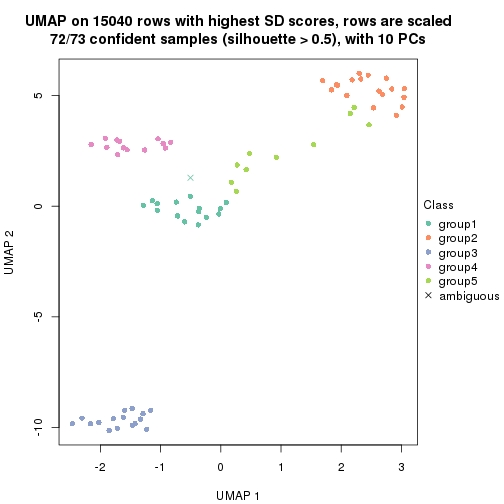 UMAP on 15040 rows with highest SD scores, rows are scaled
72/73 confident samples (silhouette > 0.5), with 10 PCs
5
0
-5
-10
UMAP 2
-2
-1
0
1
2
3
UMAP 1
Class
group1
group2
group3
group4
group5
ambiguous